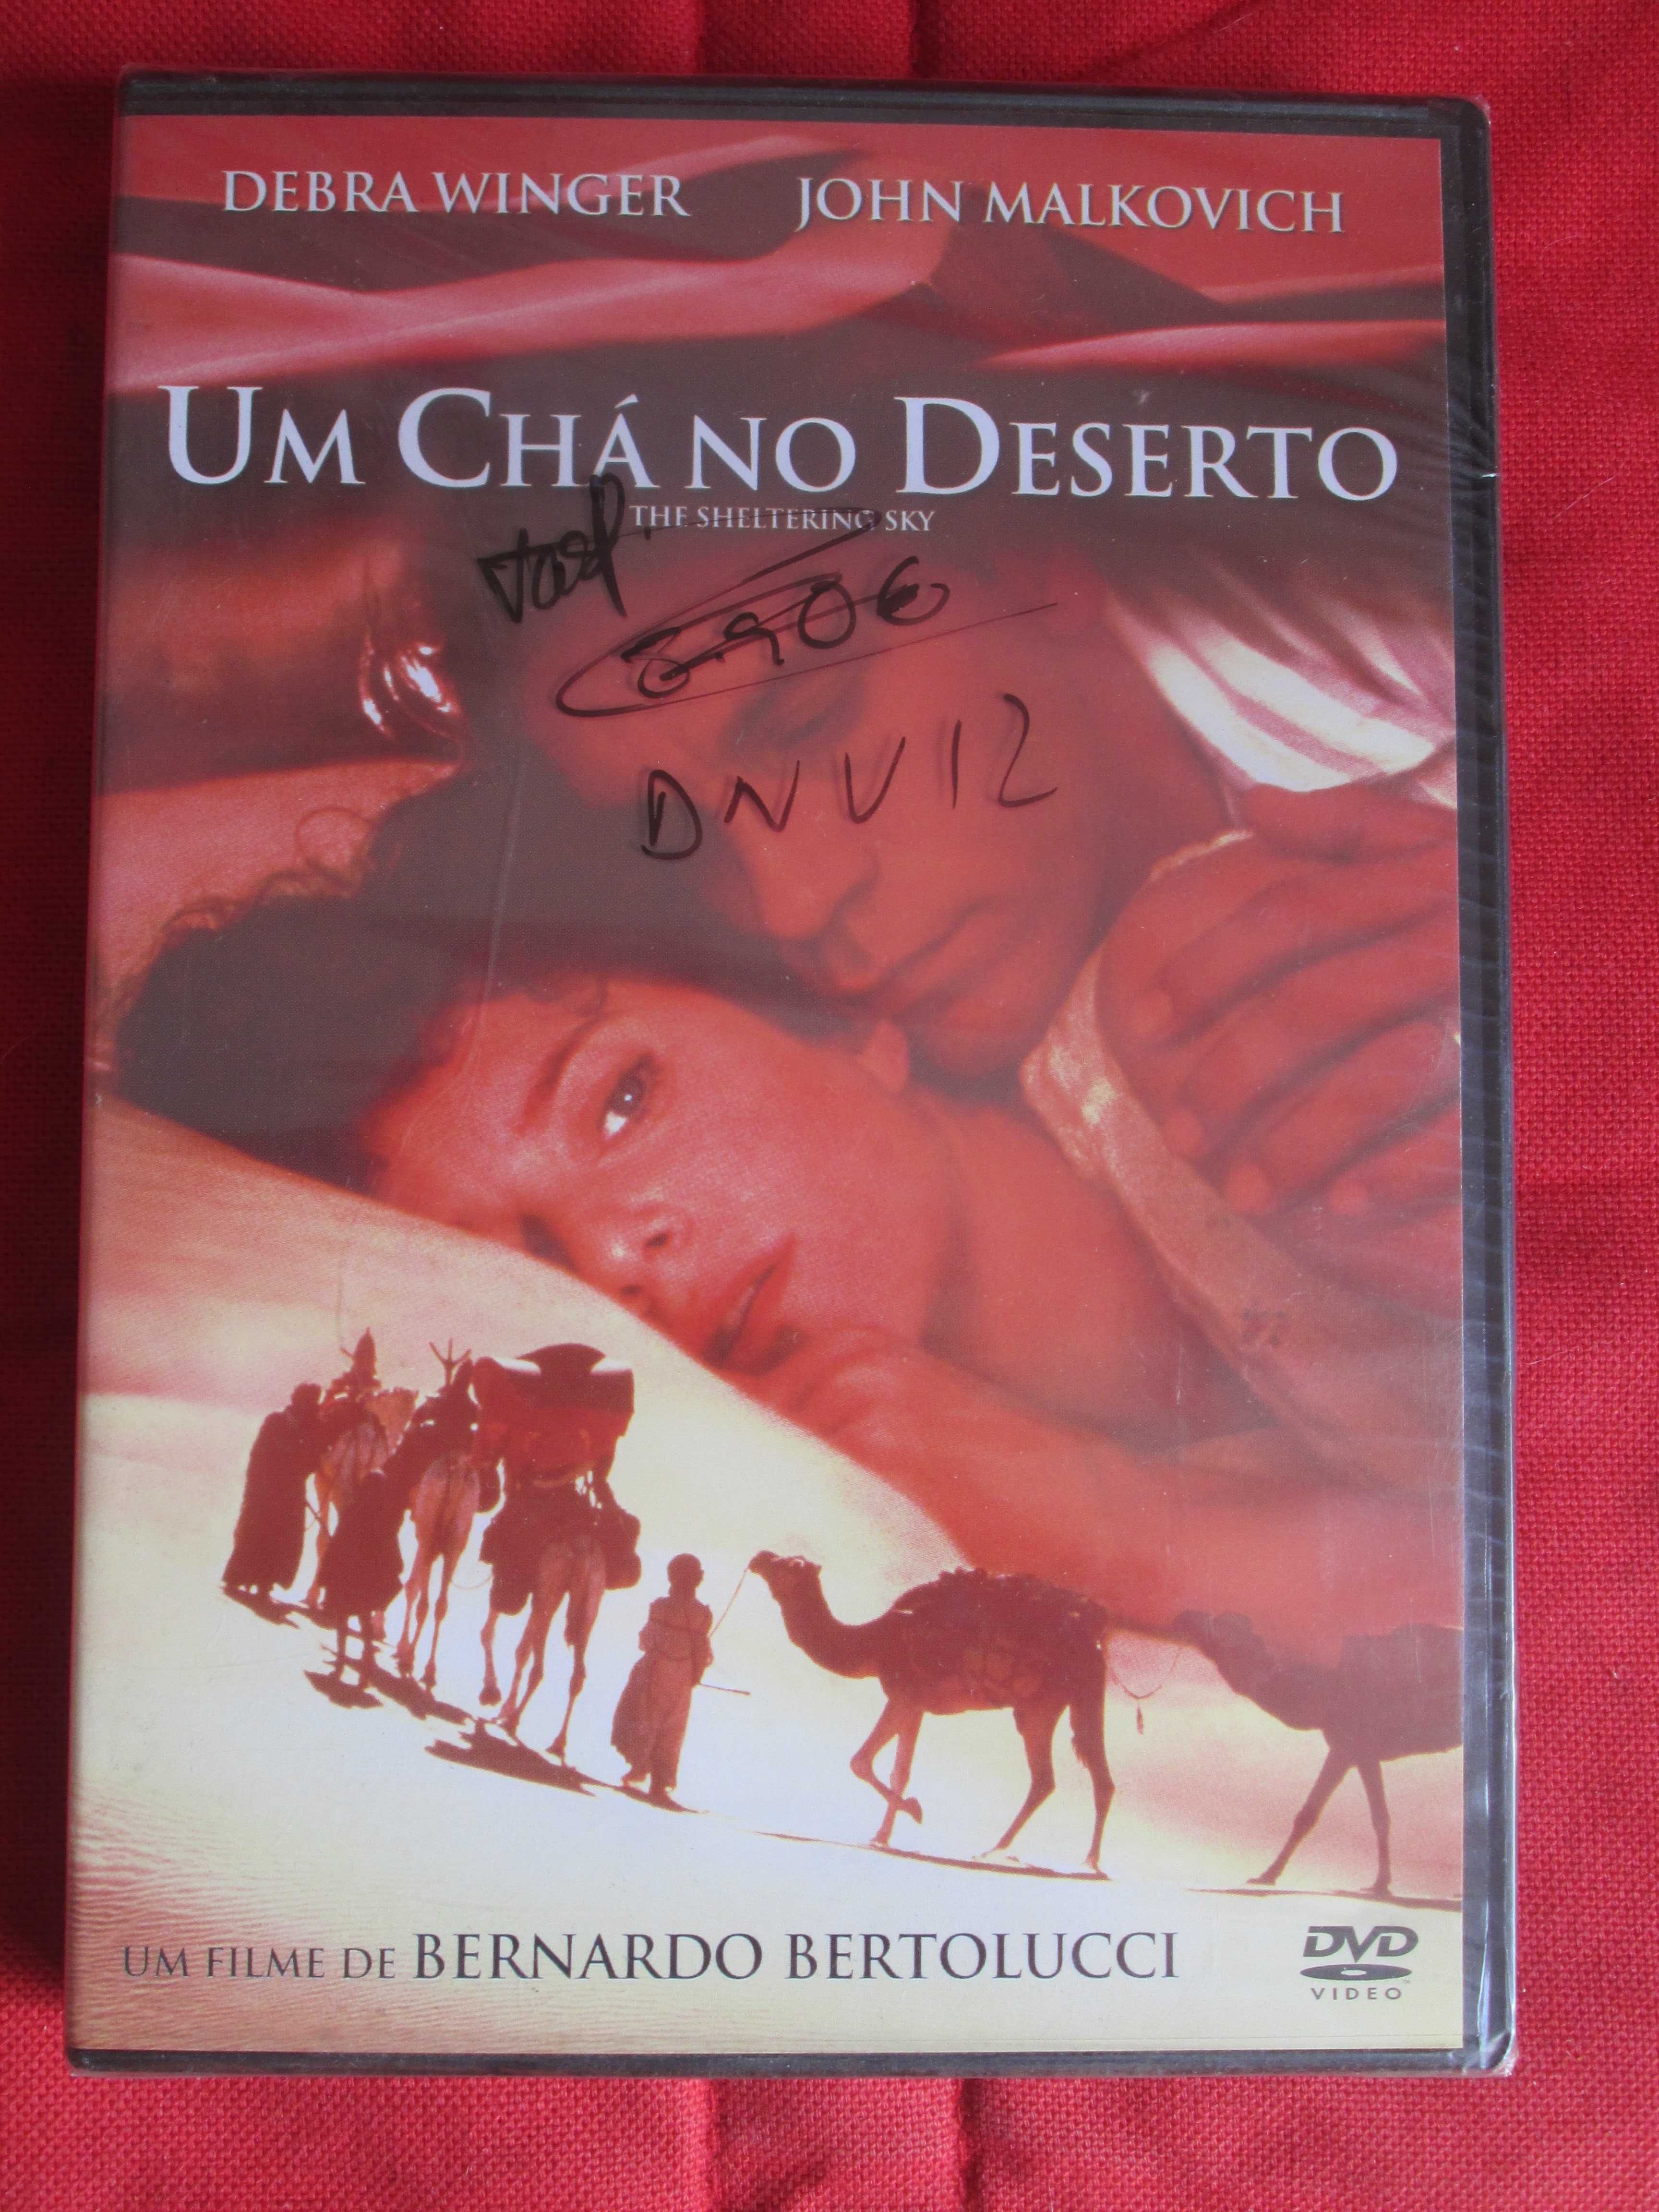 DEBRA WINGER JOHN MALKOVICH
UM CHÁ NO DESERTO
THE SHELTERING SKY
DNV12
UM FILME DE BERNARDO BERTOLUCCI
DVD
VIDEO